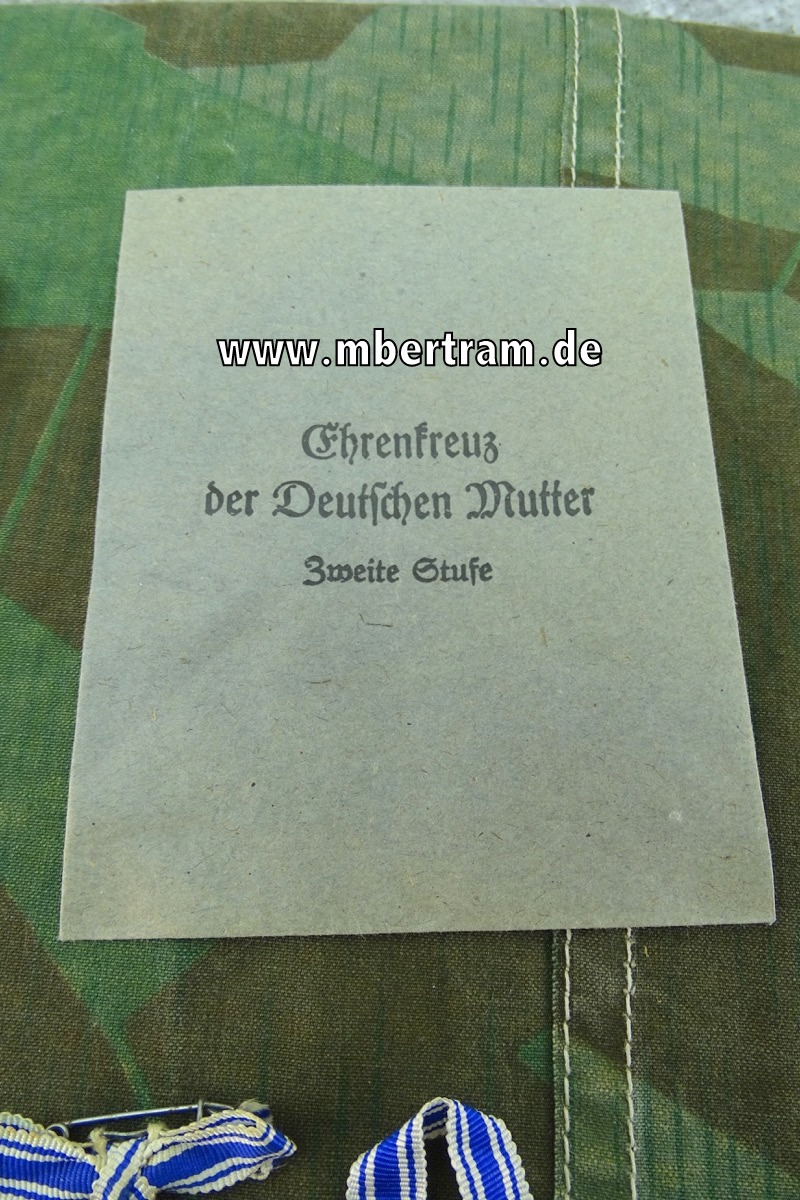 www.mbertram.de
Ehrenkreuz
der Deutschen Mutter
Zweite Stufe